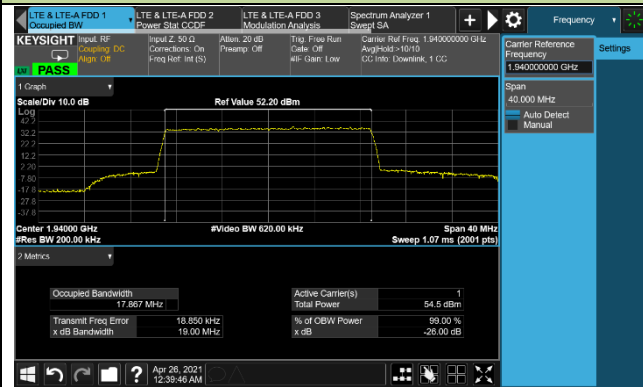 LTE & LTE-A FDD 1
Occupied BW
LTE & LTE-A FDD 2
Power Stat CCDF
LTE & LTE-A FDD 3
Modulation Analysis
Spectrum Analyzer 1
Swept SA
Frequency
KEYSIGHT
Input: RF
Coupling: DC
Align: Off
Input Z: 50 Ω
Corrections: On
Freq Ref: Int (S)
Atten: 20 dB
Preamp: Off
Trig: Free Run
Gate: Off
#IF Gain: Low
Carrier Ref Freq: 1.940000000 GHz
Avg|Hold:>10/10
CC Info: Downlink, 1 CC
LXI
PASS
Carrier Reference
Frequency
1.940000000 GHz
Settings
Span
40.000 MHz
Auto Detect
Manual
1 Graph
Scale/Div 10.0 dB
Ref Value 52.20 dBm
Log
42.2
32.2
22.2
12.2
2.20
-7.80
-17.8
-27.8
-37.8
Center 1.94000 GHz
#Video BW 620.00 kHz
Span 40 MHz
#Res BW 200.00 kHz
Sweep 1.07 ms (2001 pts)
2 Metrics
Occupied Bandwidth
17.867 MHz
Active Carrier(s)
1
Total Power
54.5 dBm
Transmit Freq Error
18.850 kHz
% of OBW Power
99.00 %
x dB Bandwidth
19.00 MHz
x dB
-26.00 dB
?
Apr 26, 2021
12:39:46 AM